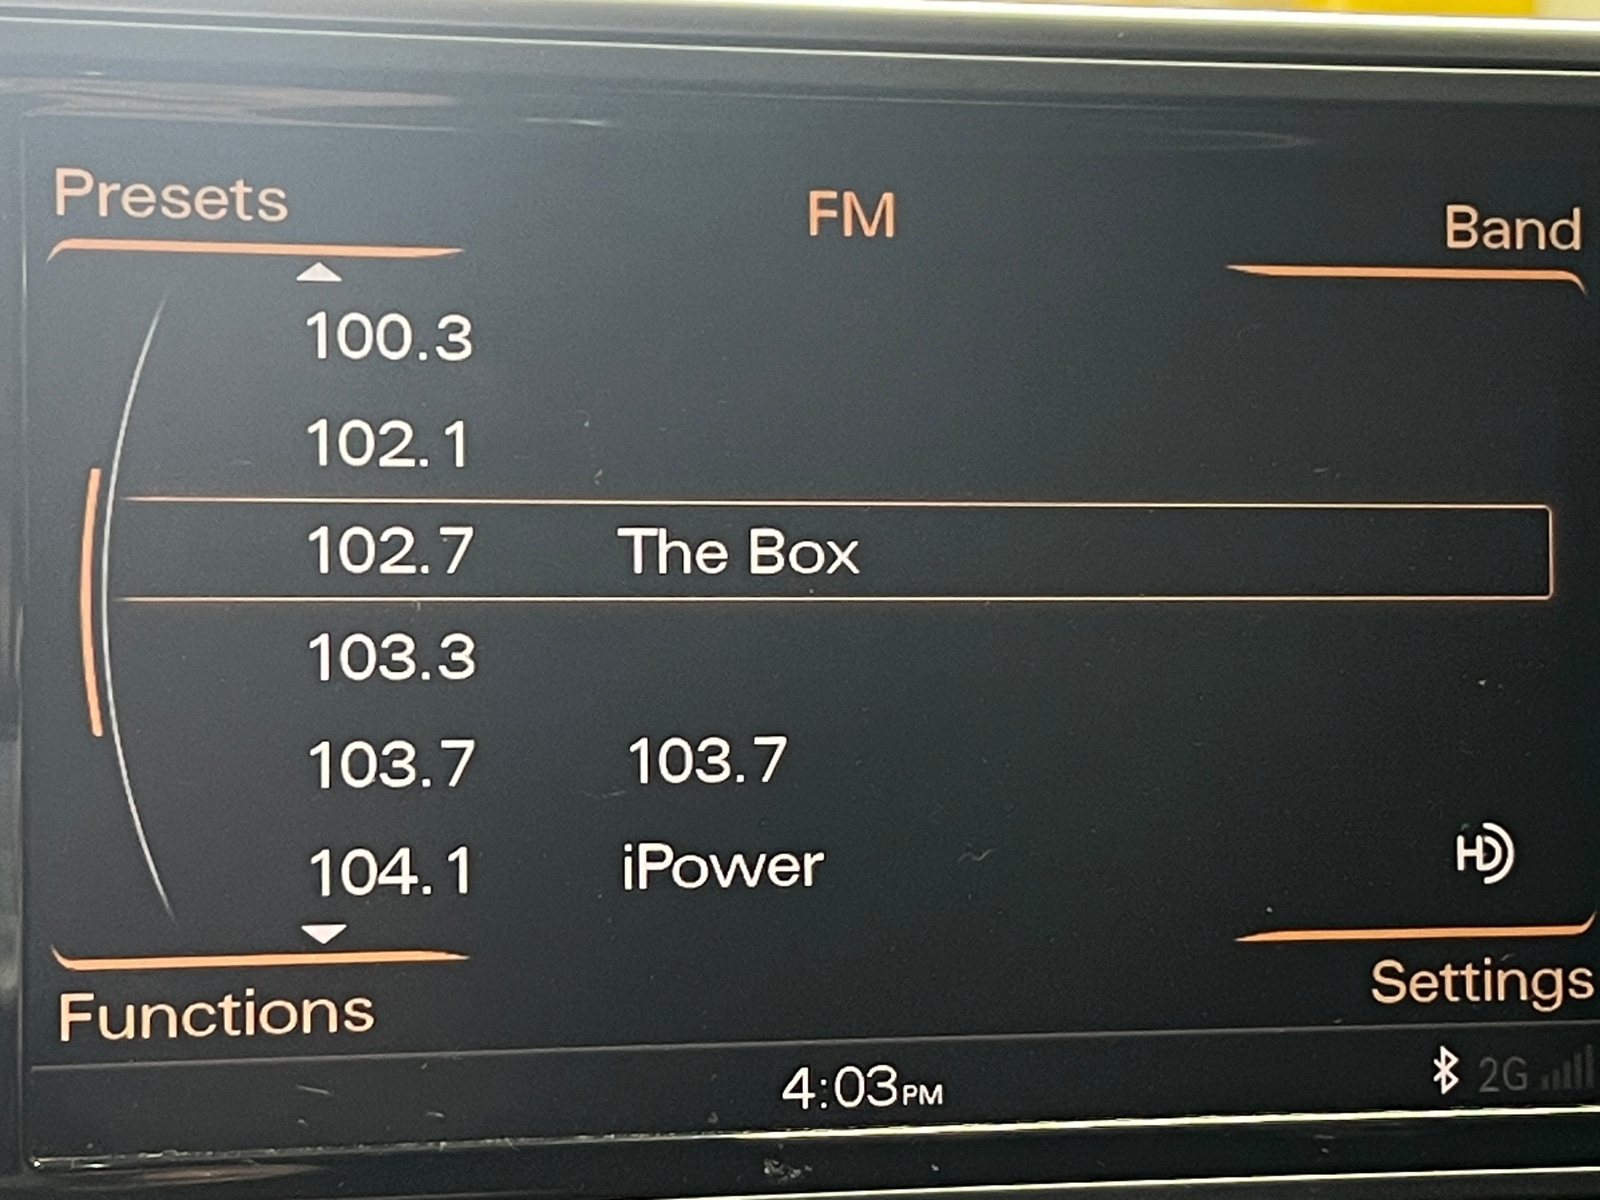 Presets
FM
Band
100.3
102.1
102.7 The Box
103.3
103.7 103.7
104.1 iPower
HD
Functions
Settings
4:03PM
2G